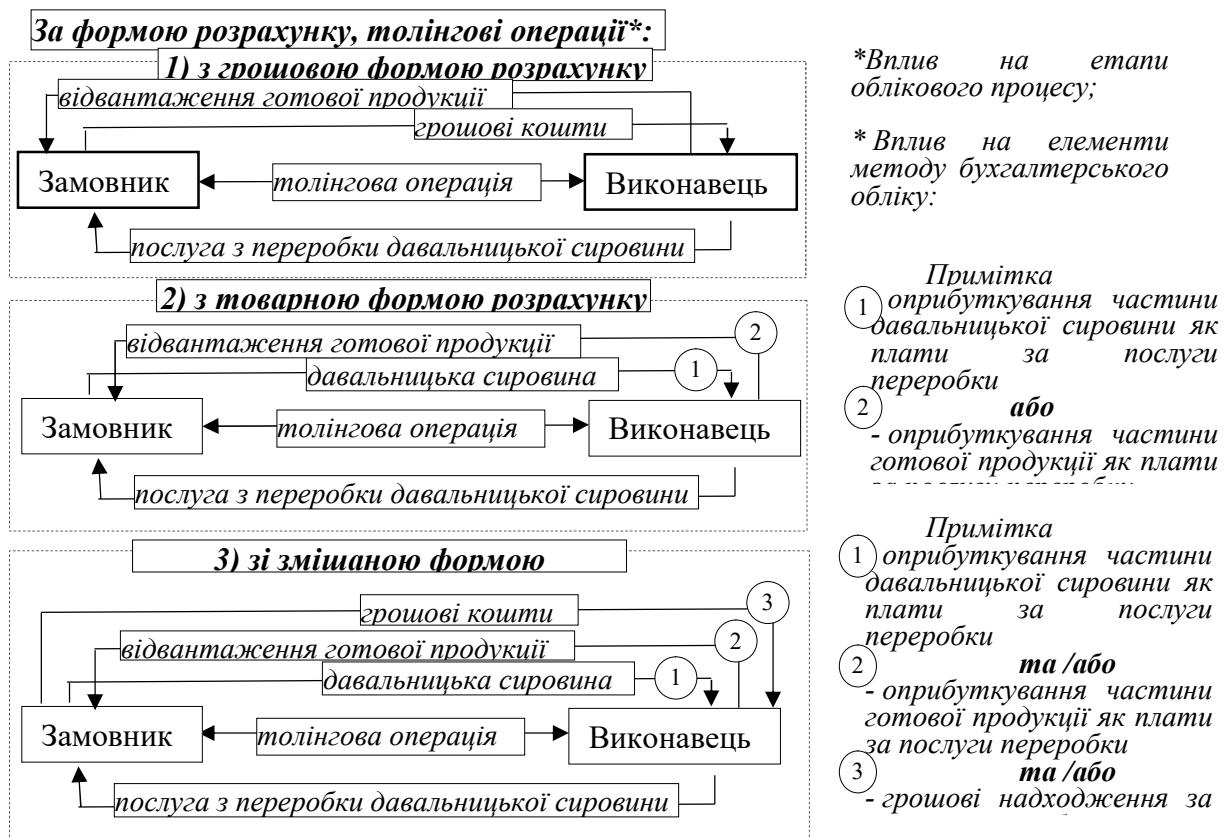 За формою розрахунку, толінгові операції*:
1) з грошовою формою розрахунку
відвантаження готової продукції
грошові кошти
Замовник
толінгова операція
Виконавець
послуга з переробки давальницької сировини
*Вплив на етапи
облікового процесу;
* Вплив на елементи
методу бухгалтерського
обліку:
2) з товарною формою розрахунку
відвантаження готової продукції
2
давальницька сировина
1
Замовник
толінгова операція
Виконавець
послуга з переробки давальницької сировини
Примітка
1 оприбуткування частини
давальницької сировини як
плати за послуги
переробки
2 або
- оприбуткування частини
готової продукції як плати
за послуги переробки
3) зі змішаною формою
грошові кошти
3
відвантаження готової продукції
2
давальницька сировина
1
Замовник
толінгова операція
Виконавець
послуга з переробки давальницької сировини
Примітка
1 оприбуткування частини
давальницької сировини як
плати за послуги
переробки
2 та /або
- оприбуткування частини
готової продукції як плати
за послуги переробки
3 та /або
- грошові надходження за